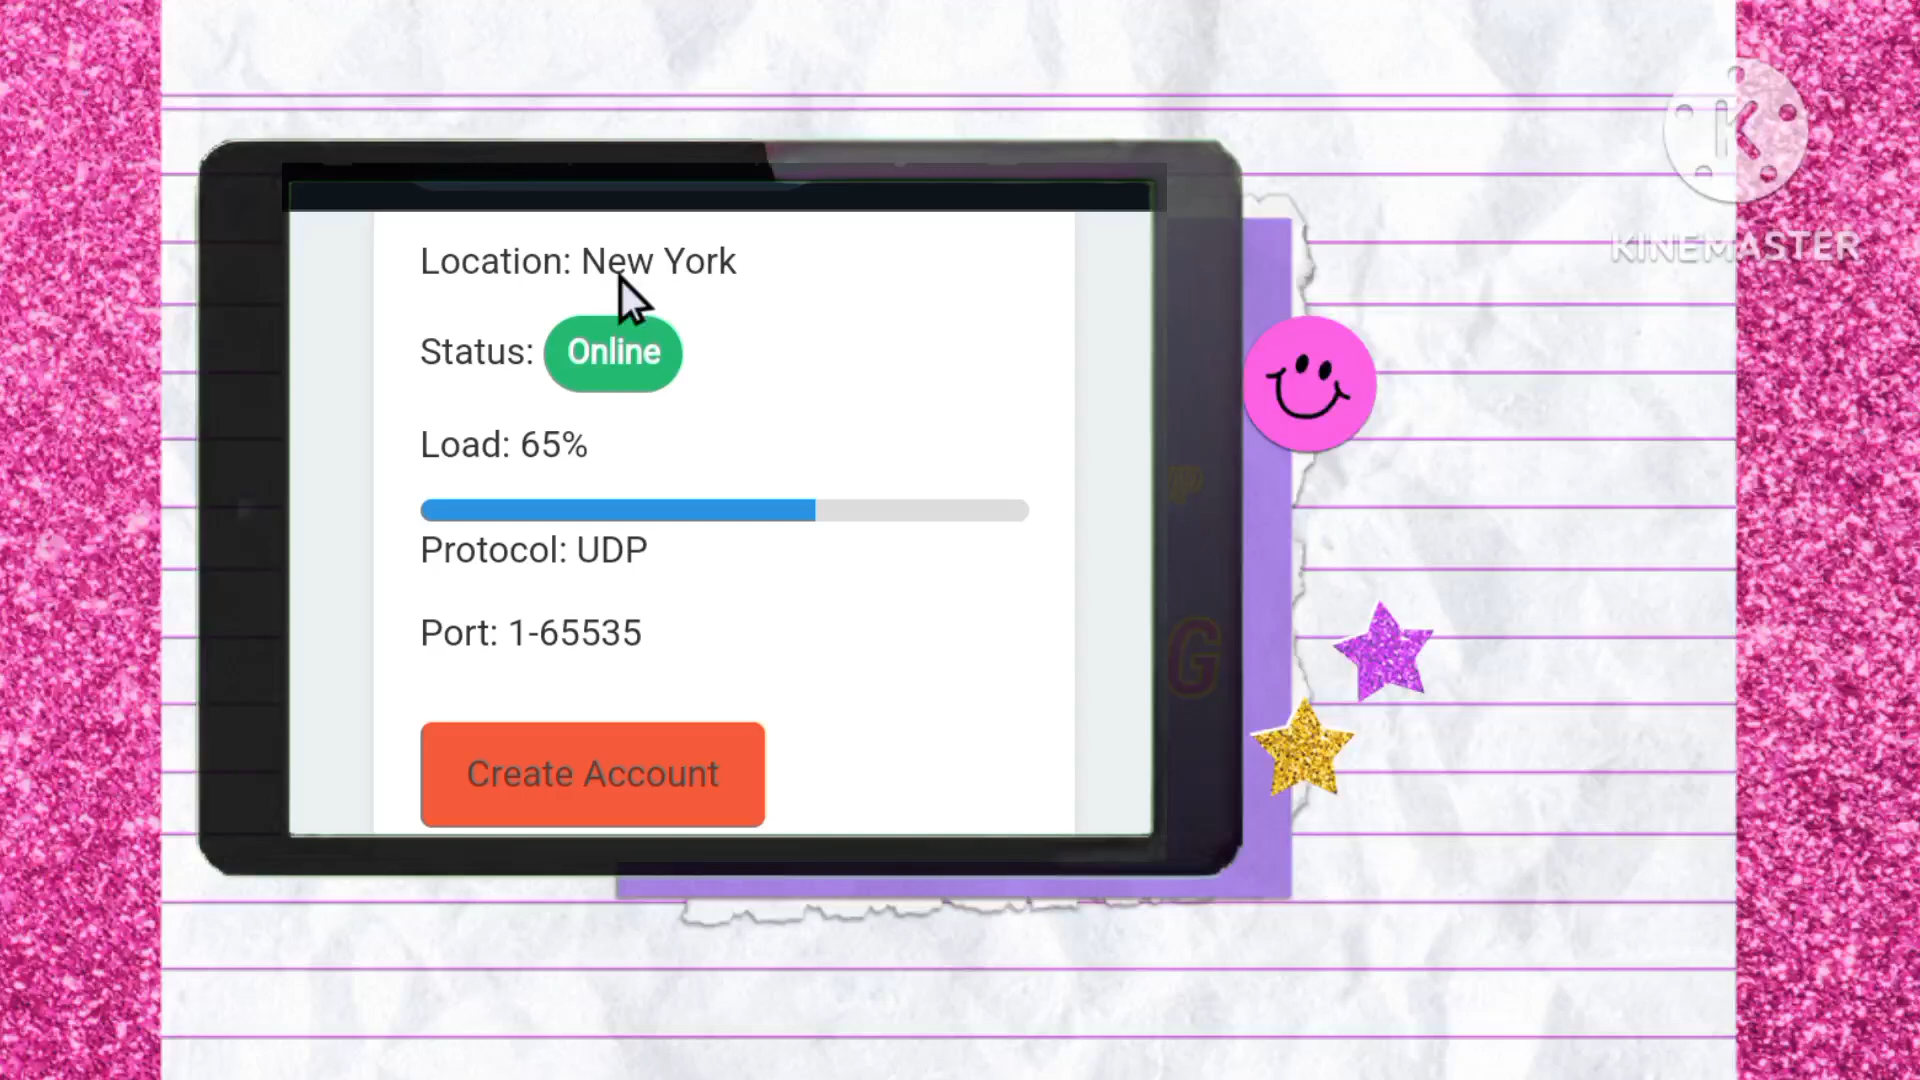 Location: New York
Status: Online
Load: 65%
Protocol: UDP
Port: 1-65535
Create Account
KINEMASTER
P
G